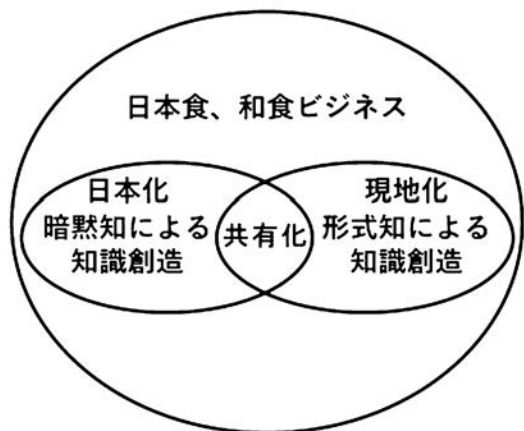 日本食、和食ビジネス
日本化
暗黙知による
知識創造
共有化
現地化
形式知による
知識創造